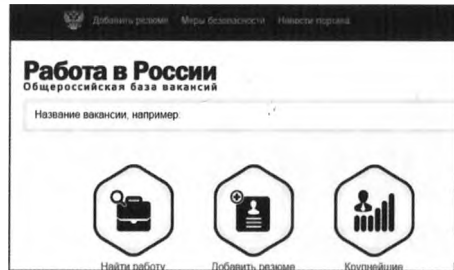 Добавить резюме Меры безопасности Новости портала
Работа в России
Общероссийская база вакансий
Название вакансии, например:
Найти работу Добавить резюме Крупнейшие